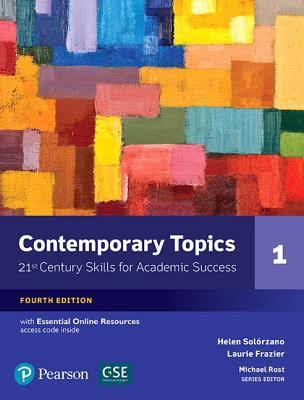 Contemporary Topics 1
21st Century Skills for Academic Success
FOURTH EDITION
with Essential Online Resources
access code inside
Helen Solórzano
Laurie Frazier
Michael Rost
SERIES EDITOR
Pearson
GSE